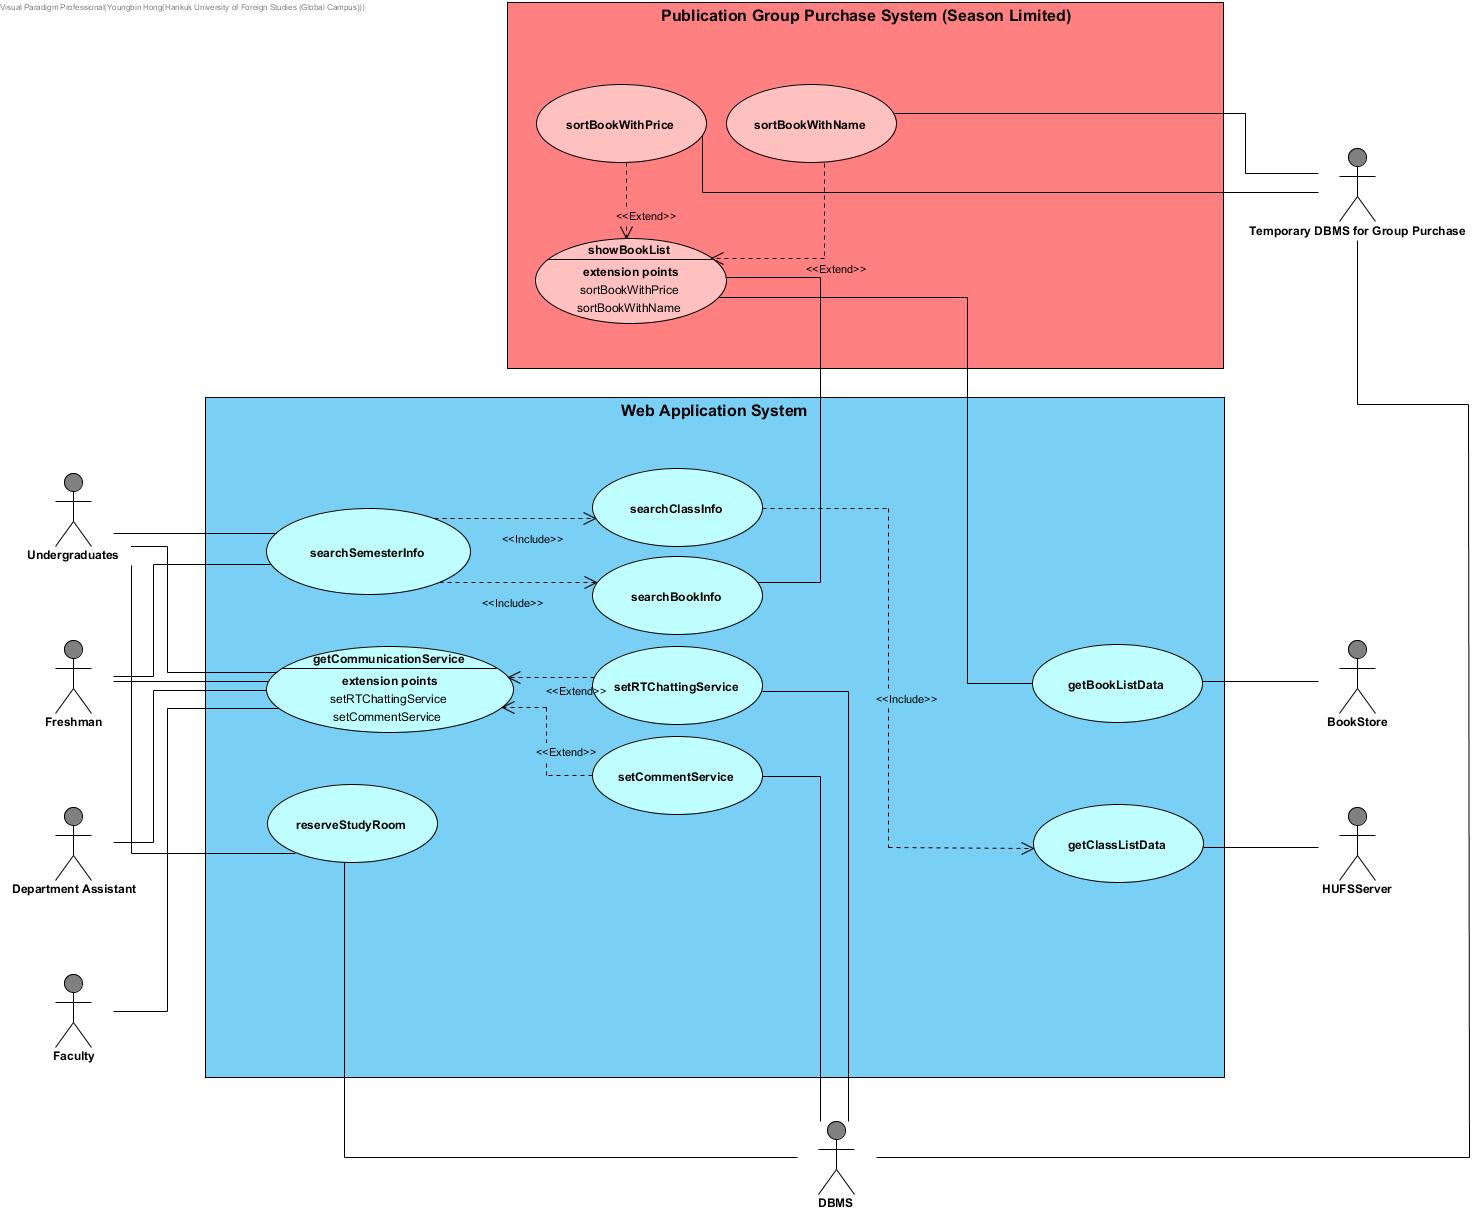 Visual Paradigm Professional(Youngbin Hong(Hankuk University of Foreign Studies (Global Campus)))
Publication Group Purchase System (Season Limited)
sortBookWithPrice
sortBookWithName
<<Extend>>
Temporary DBMS for Group Purchase
showBookList
<<Extend>>
extension points
sortBookWithPrice
sortBookWithName
Web Application System
searchClassInfo
<<Include>>
searchSemesterInfo
Undergraduates
searchBookInfo
<<Include>>
getCommunicationService
extension points
setRTChattingService
setCommentService
<<Extend>>
setRTChattingService
getBookListData
<<Include>>
Freshman
BookStore
<<Extend>>
setCommentService
reserveStudyRoom
getClassListData
Department Assistant
HUFSServer
Faculty
DBMS